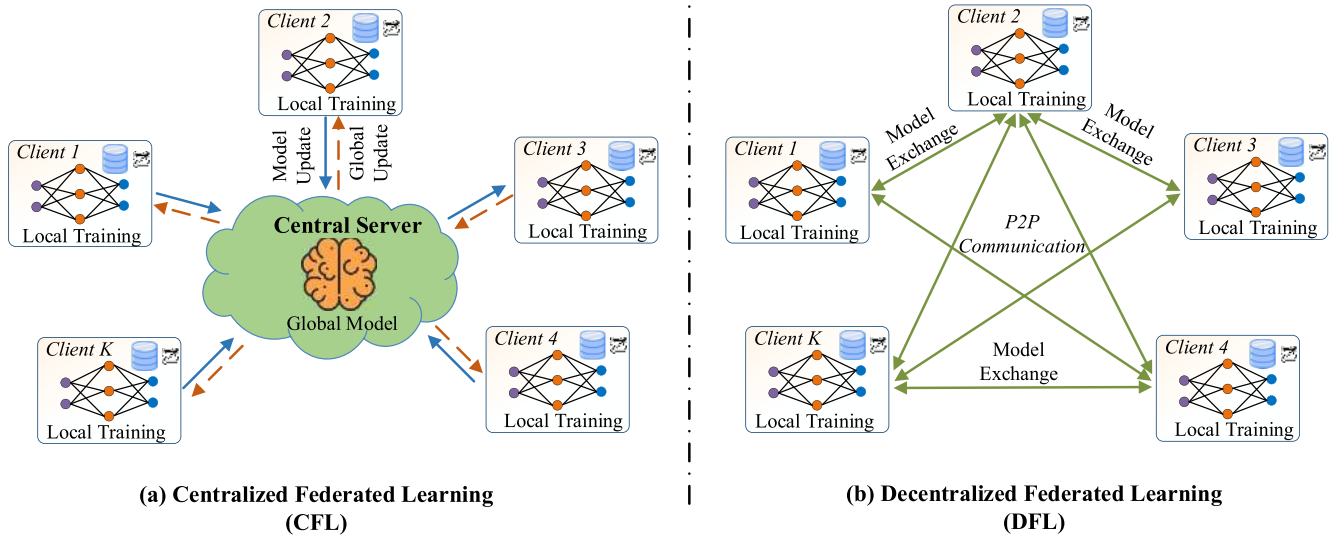 Client 2
Local Training
Client 1
Local Training
Model
Update
Global
Update
Client 3
Local Training
Central Server
Global Model
Client K
Local Training
Client 4
Local Training
(a) Centralized Federated Learning
(CFL)
Client 2
Local Training
Client 1
Local Training
Model
Exchange
Model
Exchange
Client 3
Local Training
P2P
Communication
Client K
Local Training
Model
Exchange
Client 4
Local Training
(b) Decentralized Federated Learning
(DFL)